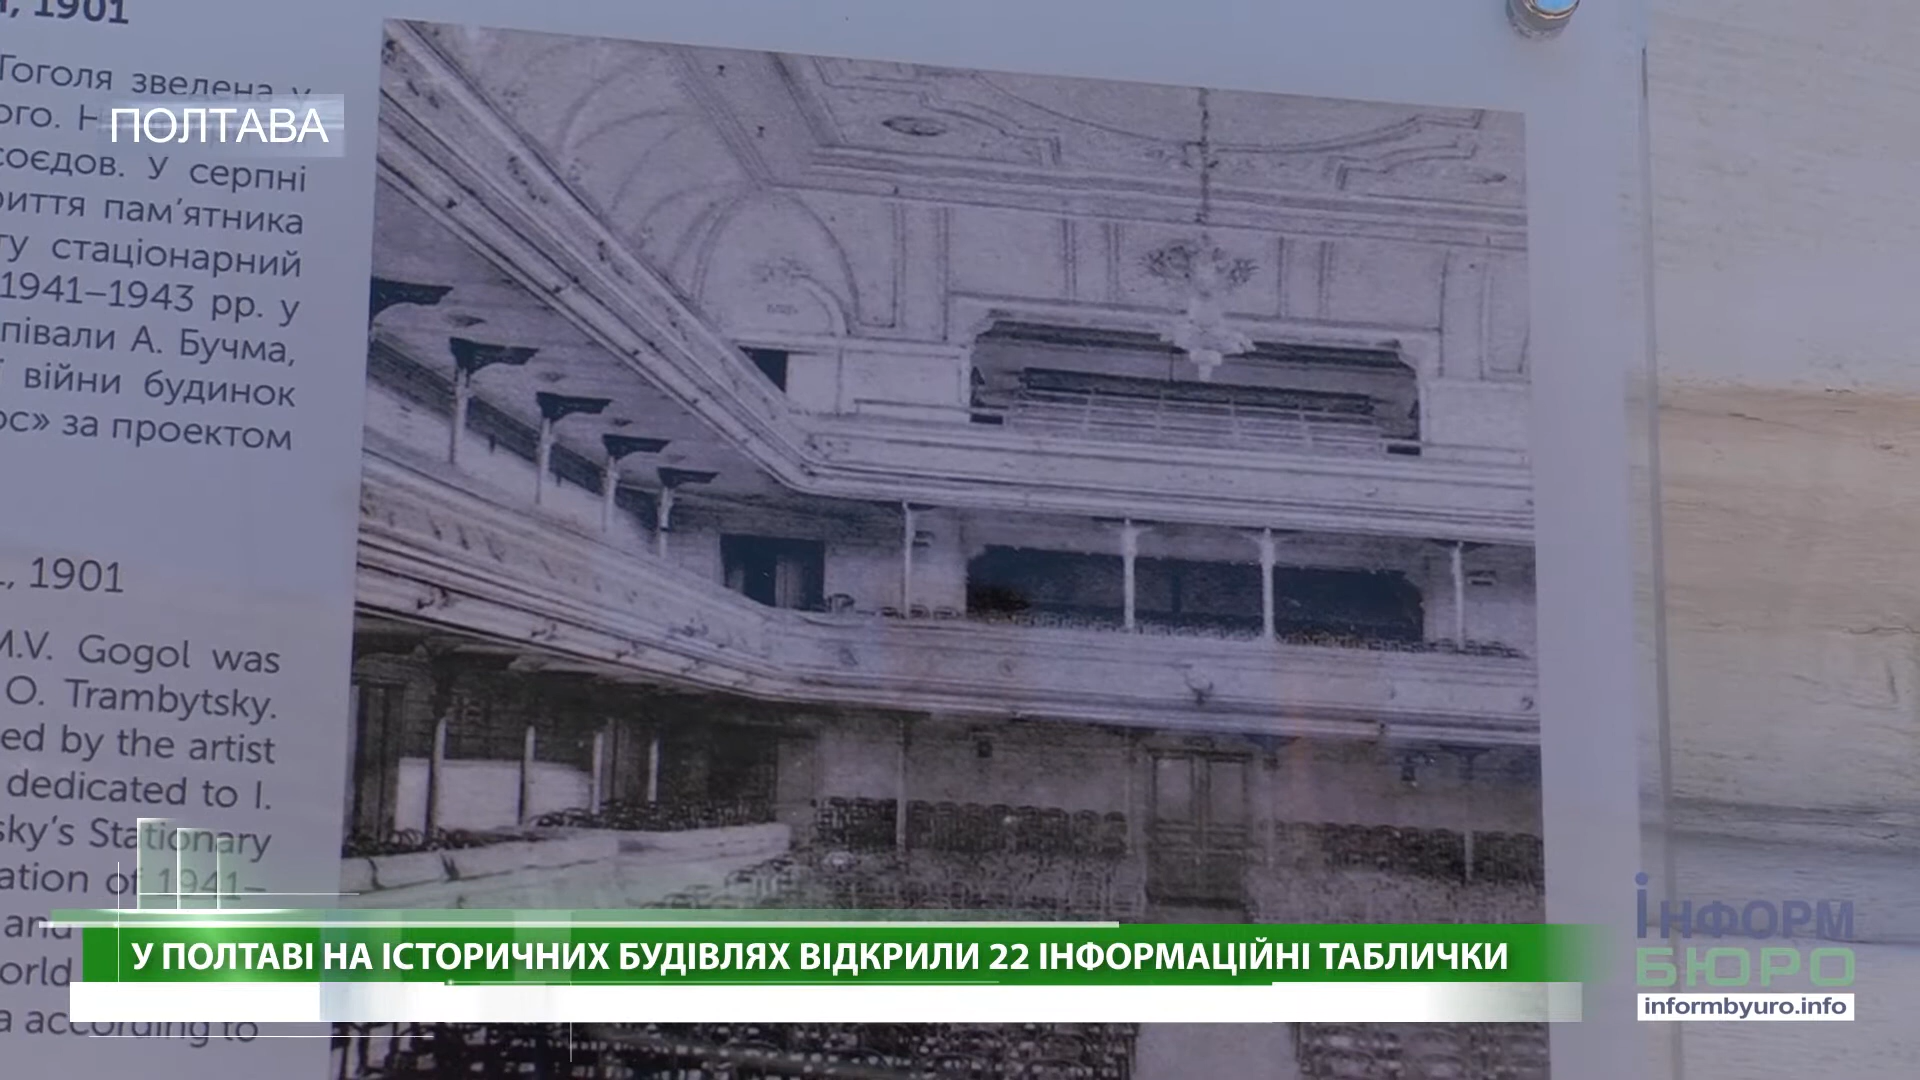 , 1901
Гоголя зведена у
ого. Н
ПОЛТАВА
соєдов. У серпні
риття пам'ятника
ту стаціонарний
1941–1943 рр. у
співали А. Бучма,
ї війни будинок
ос» за проектом
, 1901
M.V. Gogol was
O. Trambytsky.
ed by the artist
dedicated to I.
sky's Stationary
ation of 1941–
and
orld
a according to
У ПОЛТАВІ НА ІСТОРИЧНИХ БУДІВЛЯХ ВІДКРИЛИ 22 ІНФОРМАЦІЙНІ ТАБЛИЧКИ
ІНФОРМ
БЮРО
informbyuro.info